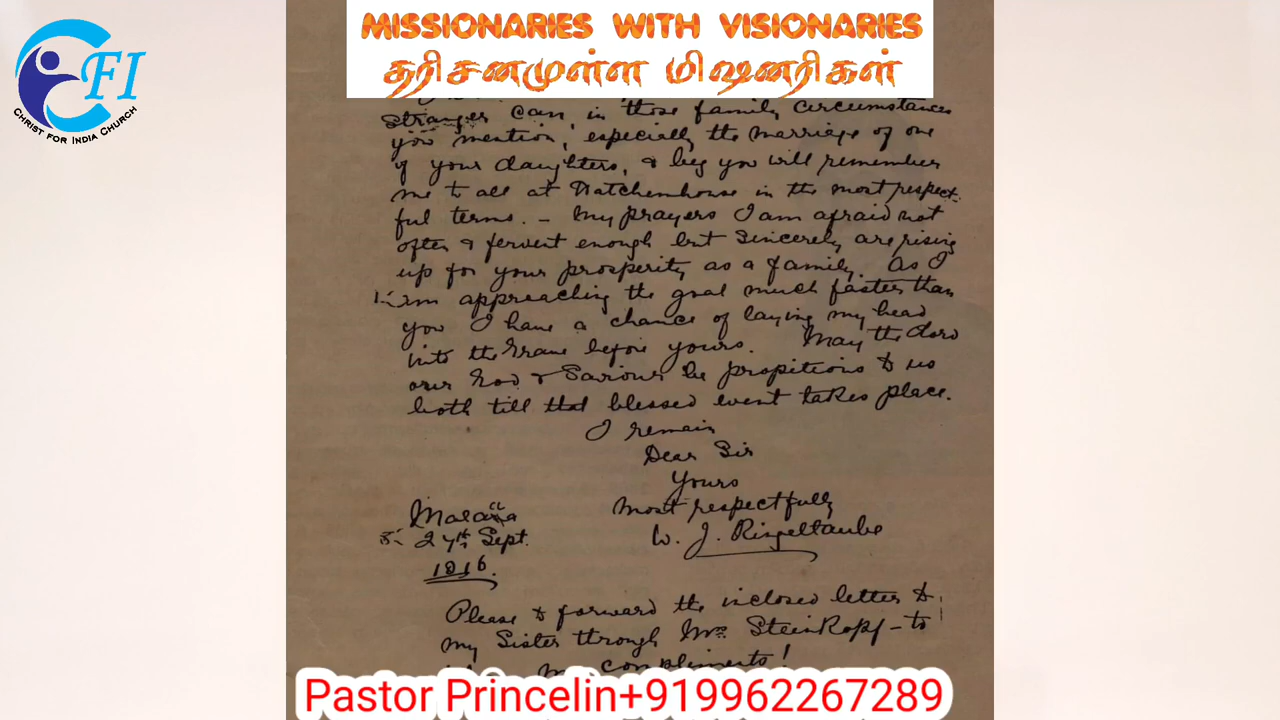 MISSIONARIES WITH VISIONARIES
தரிசனமுள்ள மிஷனரிகள்
CFI
CHRIST FOR INDIA CHURCH
stranger can, in those family circumstances
you mention, especially the marriage of one
of your daughters, & beg you will remember
me to all at Hatchamhouse in the most respect-
ful terms. – My prayers I am afraid not
often & fervent enough but sincerely are rising
up for your prosperity as a family. As I
am approaching the goal much faster than
you I have a chance of laying my head
into the Grave before yours. May the Lord
our God & Saviour be propitious to us
both till that blessed event takes place.
I remain
Dear Sir
Yours
Most respectfully
W. J. Ringeltaube
27th Sept.
1816.
Please to forward the inclosed letter to
my Sister through Mr. Steinkopf – to
compliments!
Pastor Princelin+919962267289